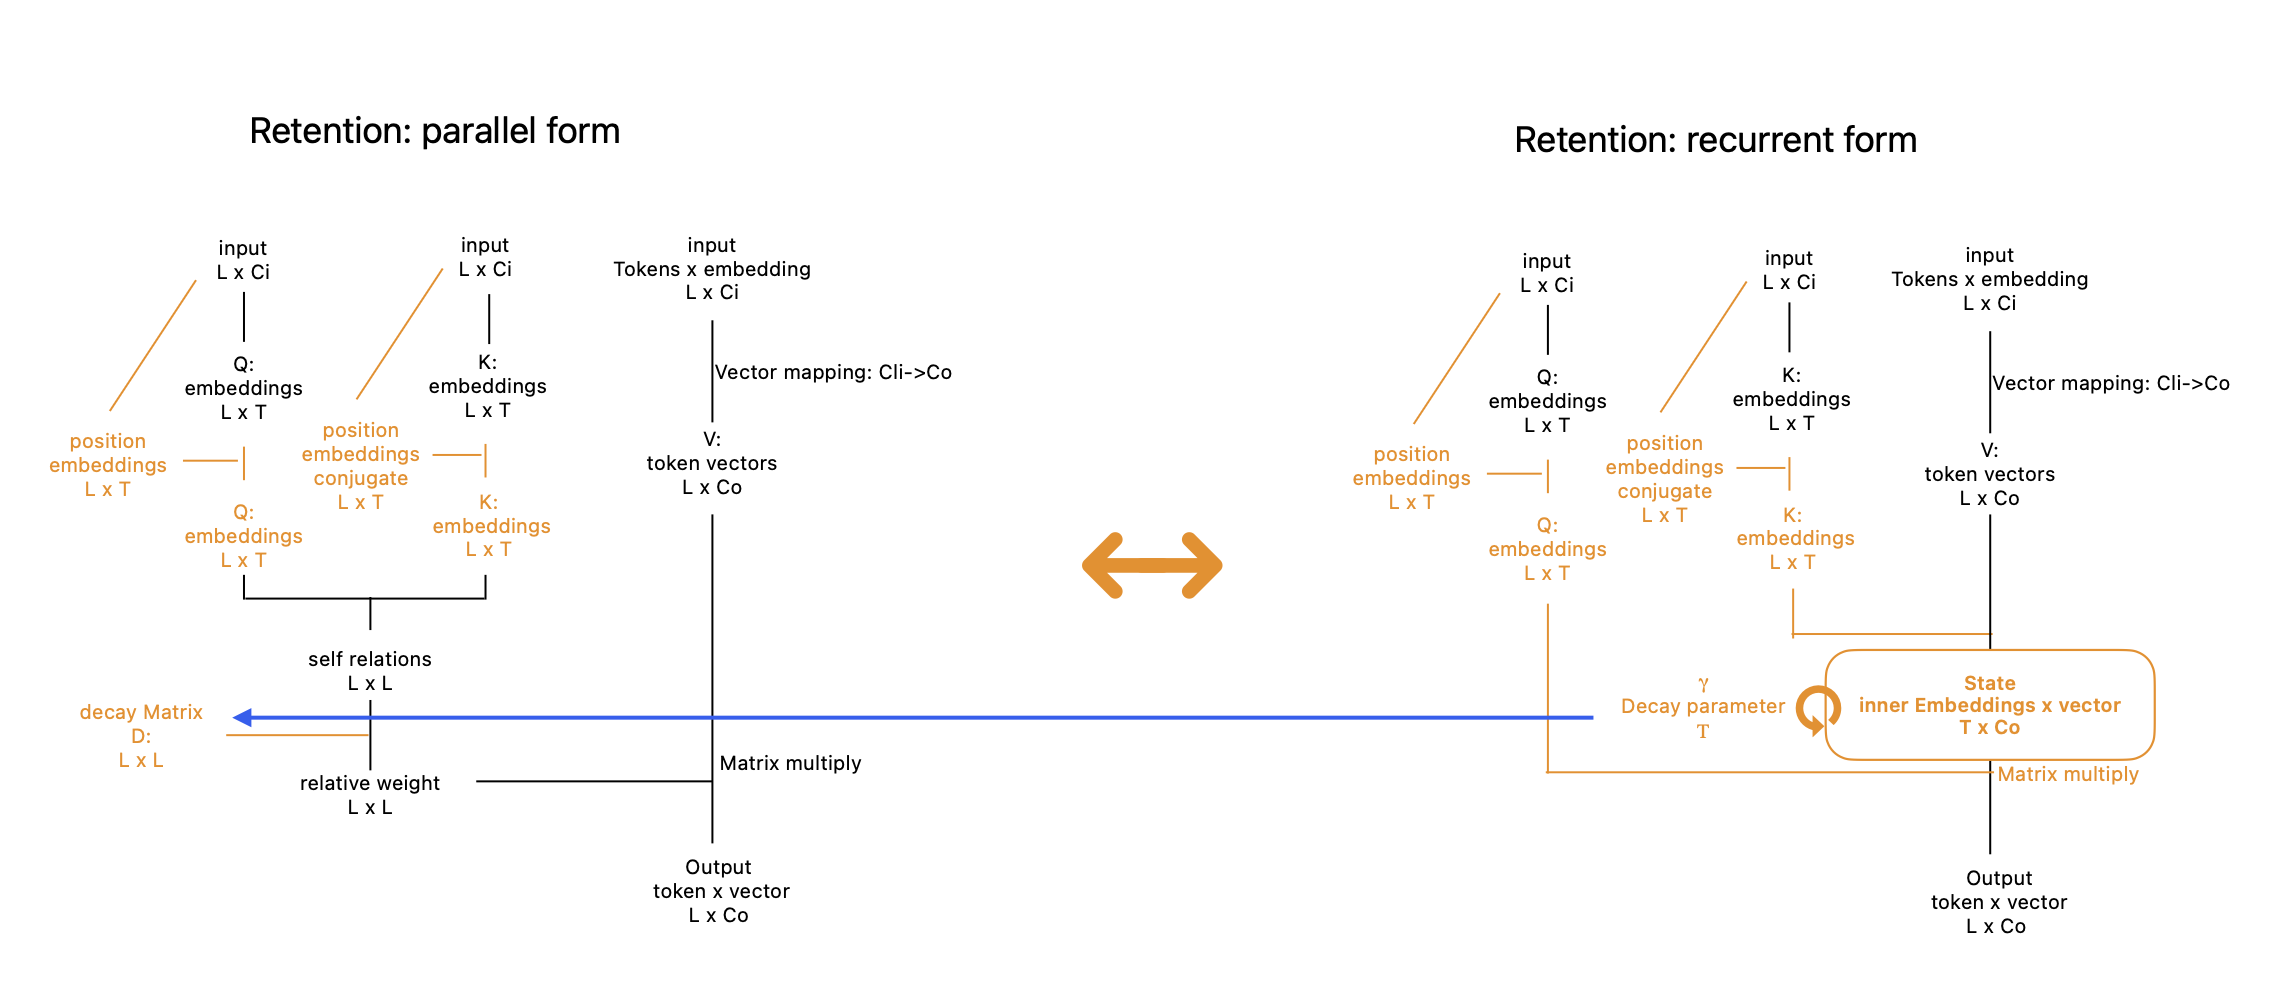 Retention: parallel form
input
L x Ci
input
L x Ci
input
Tokens x embedding
L x Ci
Q:
embeddings
L x T
K:
embeddings
L x T
Vector mapping: Cli->Co
position
embeddings
L x T
position
embeddings
conjugate
L x T
V:
token vectors
L x Co
Q:
embeddings
L x T
K:
embeddings
L x T
self relations
L x L
decay Matrix
D:
L x L
relative weight
L x L
Matrix multiply
Output
token x vector
L x Co
Retention: recurrent form
input
L x Ci
input
L x Ci
input
Tokens x embedding
L x Ci
Q:
embeddings
L x T
K:
embeddings
L x T
Vector mapping: Cli->Co
position
embeddings
L x T
position
embeddings
conjugate
L x T
V:
token vectors
L x Co
Q:
embeddings
L x T
K:
embeddings
L x T
γ
Decay parameter
T
State
inner Embeddings x vector
T x Co
Matrix multiply
Output
token x vector
L x Co